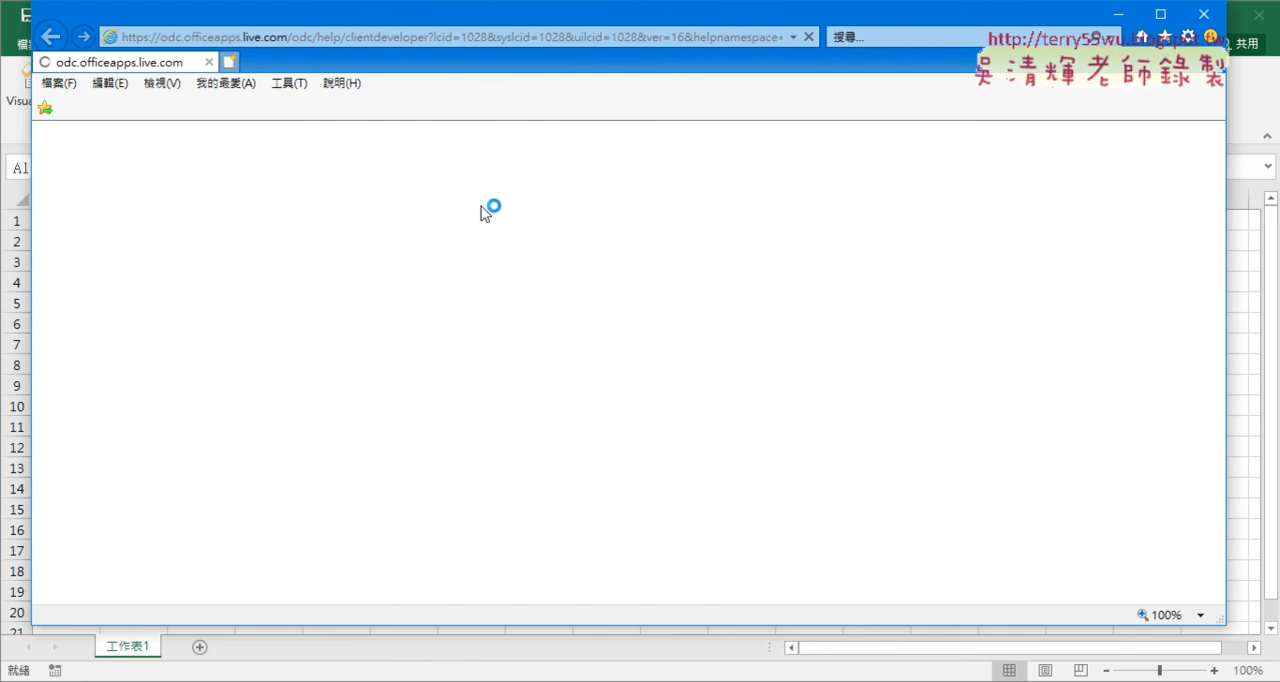 https://odc.officeapps.live.com/odc/help/clientdeveloper?lcid=1028&syslcid=1028&uilcid=1028&ver=16&helpnamespace=
搜尋...
http://terry55wu.blogspot.tw
共用
吳清輝老師錄製
odc.officeapps.live.com
檔案(F) 編輯(E) 檢視(V) 我的最愛(A) 工具(T) 說明(H)
Visua
A1
1
2
3
4
5
6
7
8
9
10
11
12
13
14
15
16
17
18
19
20
21
100%
工作表1
就緒
100%